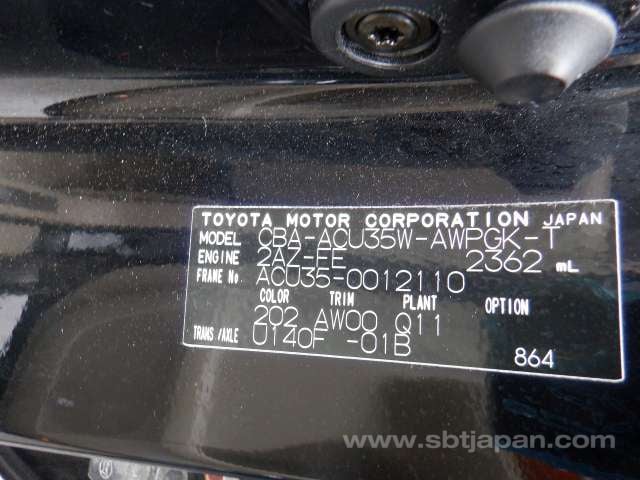 TOYOTA MOTOR CORPORATION JAPAN
MODEL CBA-ACU35W-AWPGK-T
ENGINE 2AZ-FE 2362 mL
FRAME No ACU35-0012110
COLOR TRIM PLANT OPTION
202 AW00 Q11
TRANS/AXLE U140F -01B
864
www.sbtjapan.com